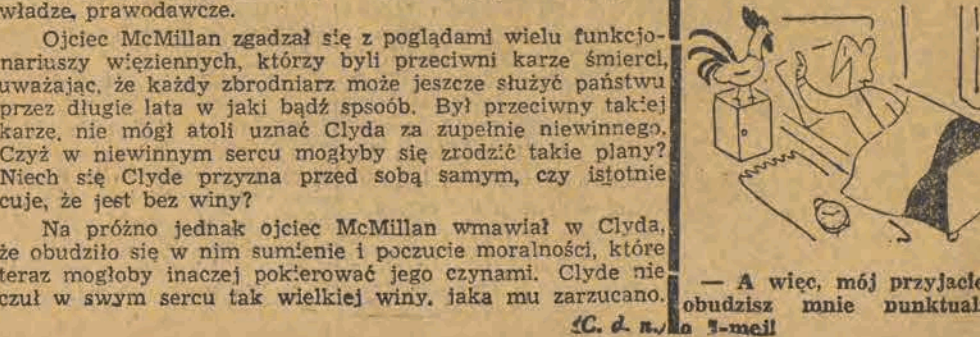 władze, prawodawcze.
Ojciec McMillan zgadzał się z poglądami wielu funkcjo-
nariuszy więziennych, którzy byli przeciwni karze śmierci,
uważając, że każdy zbrodniarz może jeszcze służyć państwu
przez długie lata w jaki bądź spsoób. Był przeciwny takiej
karze, nie mógł atoli uznać Clyda za zupełnie niewinnego.
Czyż w niewinnym sercu mogłyby się zrodzić takie plany?
Niech się Clyde przyzna przed sobą samym, czy istotnie
cuje, że jest bez winy?
Na próżno jednak ojciec McMillan wmawiał w Clyda,
że obudziło się w nim sumienie i poczucie moralności, które
teraz mogłoby inaczej pokierować jego czynami. Clyde nie
czuł w swym sercu tak wielkiej winy, jaka mu zarzucano.
(C. d. n.)
— A więc, mój przyjacie
obudzisz mnie punktual
o 3-mej!